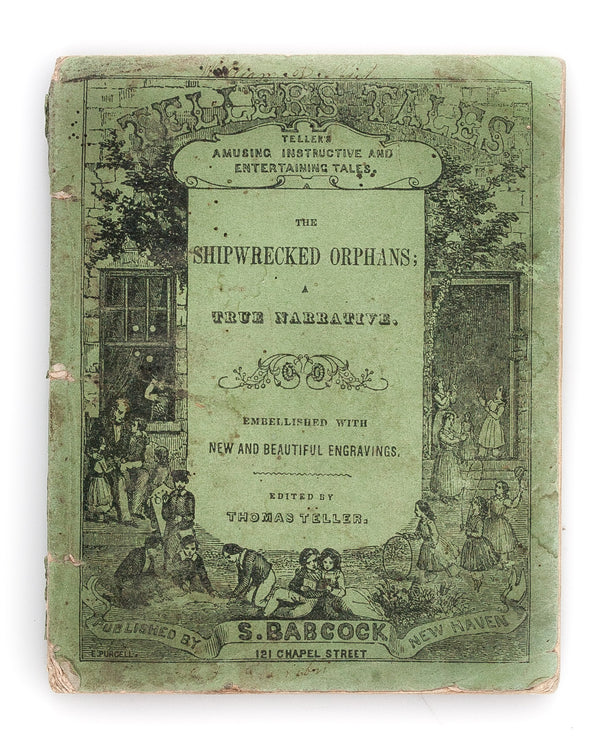 TELLER'S TALES
TELLER'S
AMUSING INSTRUCTIVE AND
ENTERTAINING TALES.
THE
SHIPWRECKED ORPHANS;
A
TRUE NARRATIVE.
EMBELLISHED WITH
NEW AND BEAUTIFUL ENGRAVINGS.
EDITED BY
THOMAS TELLER.
PUBLISHED BY S. BABCOCK NEW HAVEN
121 CHAPEL STREET
E. PURCELL.